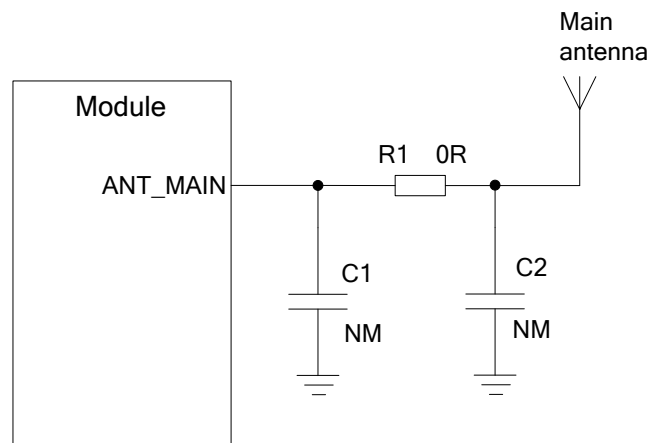 Main
antenna
Module
R1 0R
ANT_MAIN
C1
C2
NM
NM